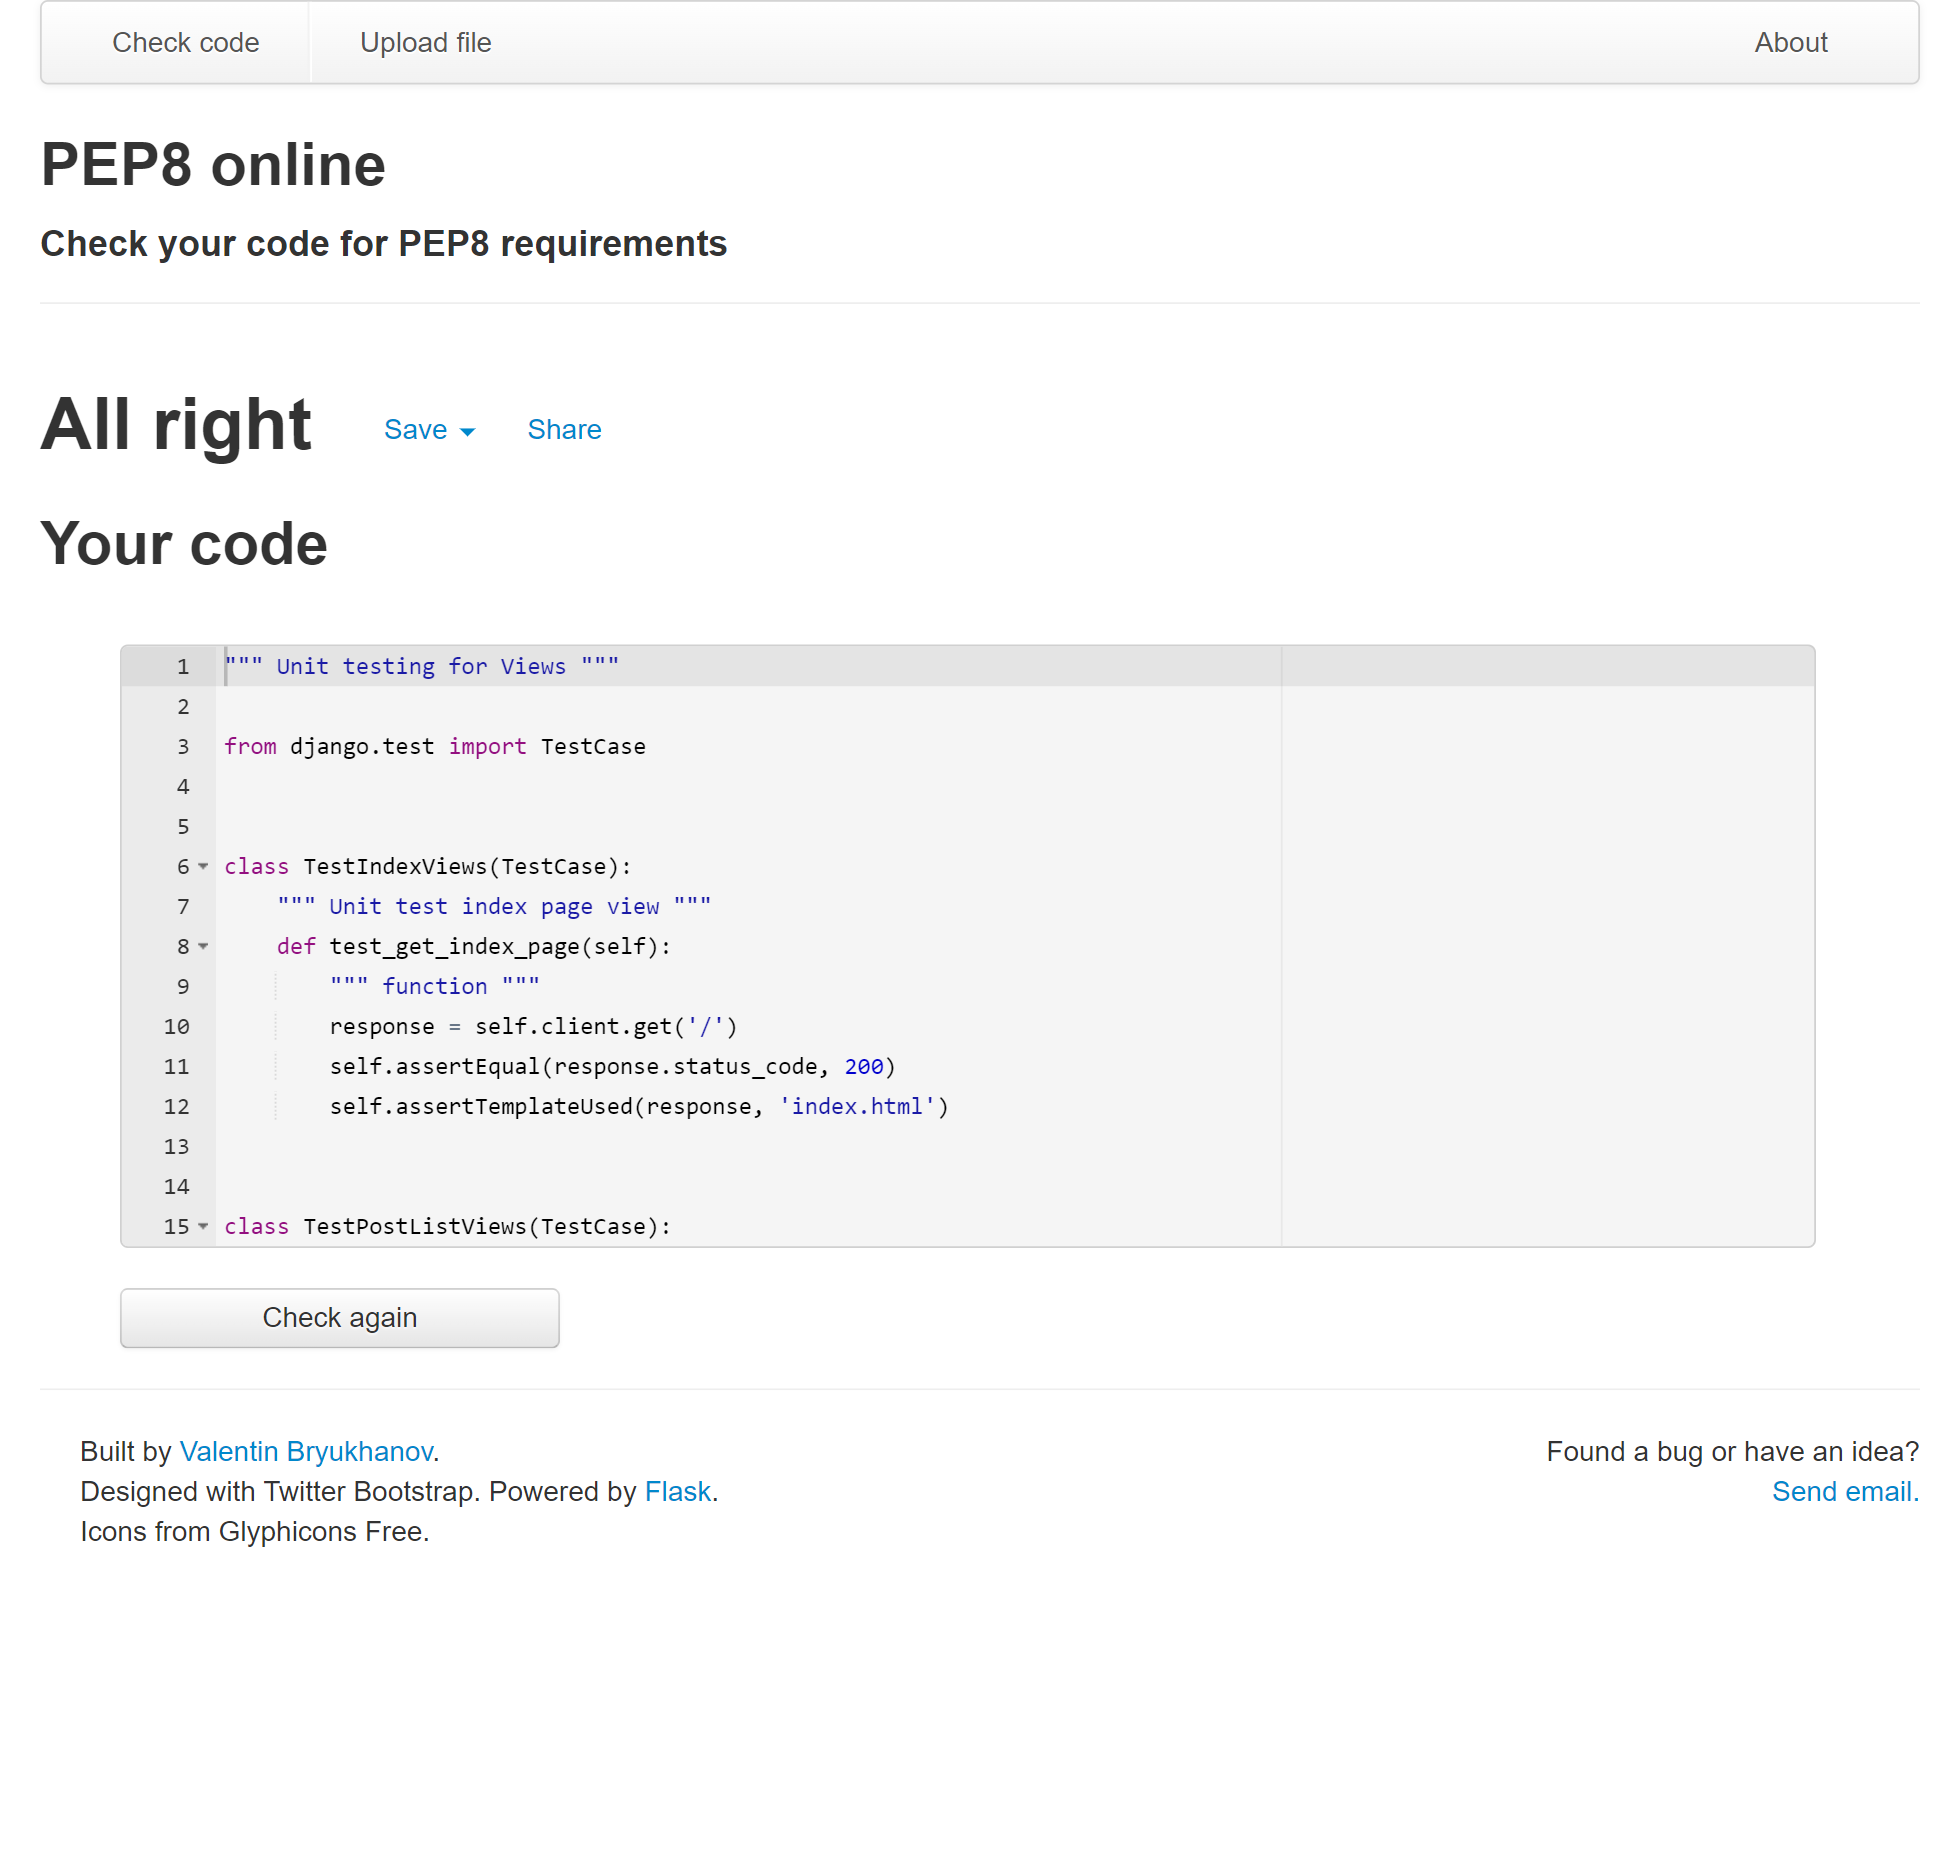 Check code Upload file About
PEP8 online
Check your code for PEP8 requirements
All right Save Share
Your code
1 """ Unit testing for Views """
2
3 from django.test import TestCase
4
5
6 class TestIndexViews(TestCase):
7     """ Unit test index page view """
8     def test_get_index_page(self):
9         """ function """
10         response = self.client.get('/')
11         self.assertEqual(response.status_code, 200)
12         self.assertTemplateUsed(response, 'index.html')
13
14
15 class TestPostListViews(TestCase):
Check again
Built by Valentin Bryukhanov.
Designed with Twitter Bootstrap. Powered by Flask.
Icons from Glyphicons Free.
Found a bug or have an idea?
Send email.